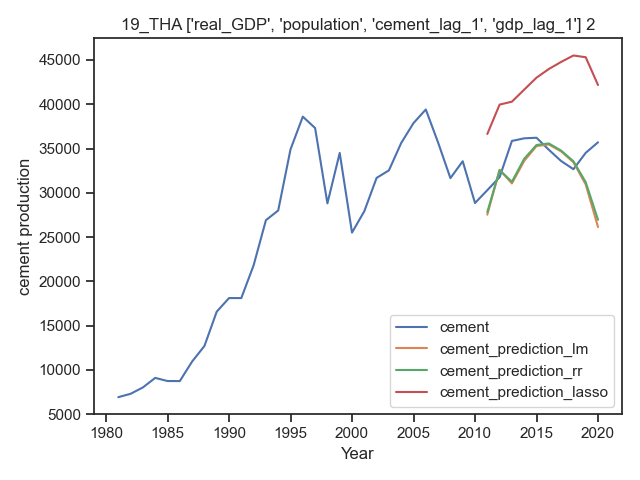 19_THA ['real_GDP', 'population', 'cement_lag_1', 'gdp_lag_1'] 2
cement production
45000
40000
35000
30000
25000
20000
15000
10000
5000
1980 1985 1990 1995 2000 2005 2010 2015 2020
Year
cement
cement_prediction_lm
cement_prediction_rr
cement_prediction_lasso